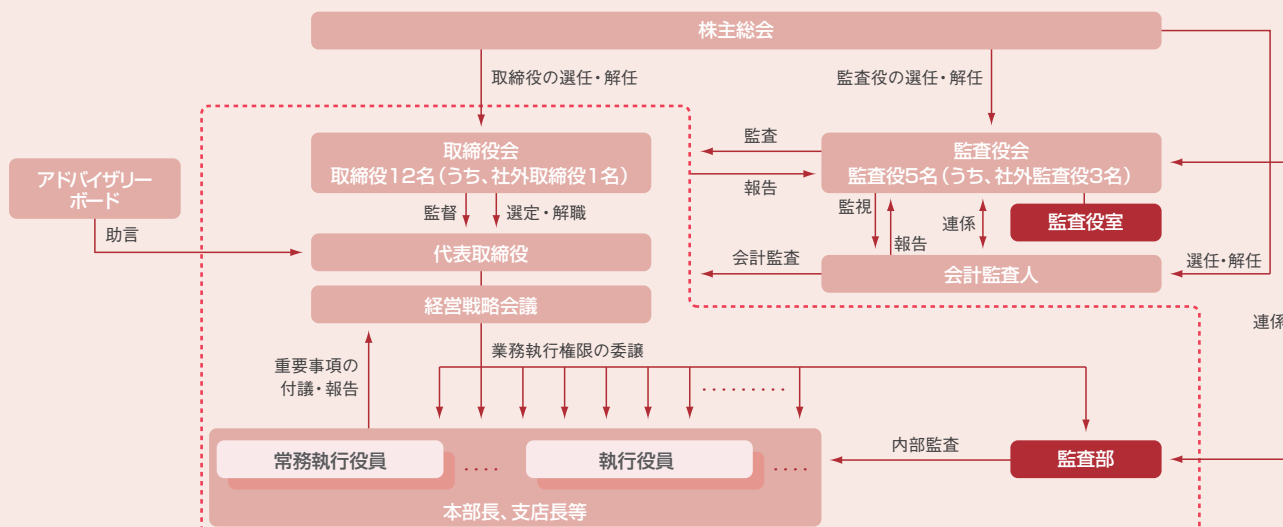 株主総会
取締役の選任・解任
監査役の選任・解任
取締役会
取締役12名（うち、社外取締役1名）
監査
報告
監査役会
監査役5名（うち、社外監査役3名）
アドバイザリー
ボード
助言
監督
選定・解職
監視
報告
連係
監査役室
代表取締役
会計監査
会計監査人
選任・解任
経営戦略会議
連係
業務執行権限の委譲
重要事項の
付議・報告
.........
常務執行役員
....
執行役員
....
本部長、支店長等
内部監査
監査部